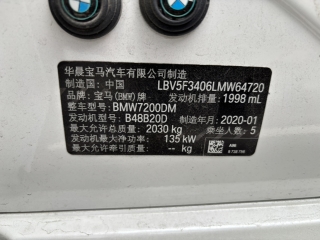 华晨宝马汽车有限公司制造
制造国：中国 LBV5F3406LMW64720
品牌：宝马(BMW)牌 发动机排量：1998 mL
整车型号：BMW7200DM
发动机型号：B48B20D 制造年月：2020-01
最大允许总质量：2030 kg 乘坐人数：5
发动机最大净功率：135 kW
最大允许牵引质量：-- kg